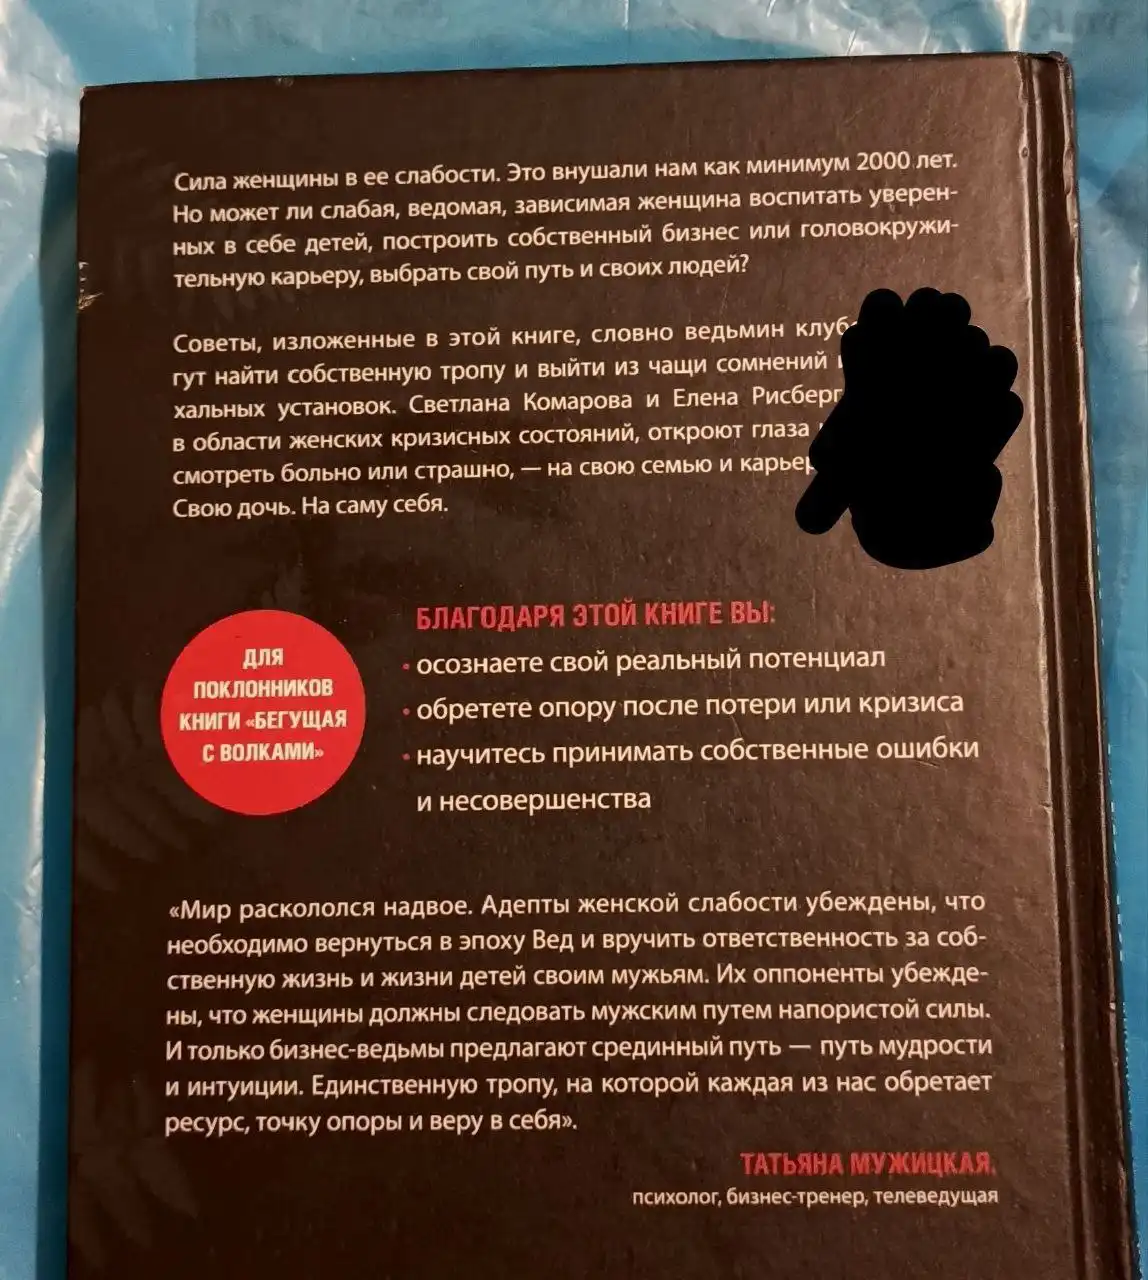 Сила женщины в ее слабости. Это внушали нам как минимум 2000 лет.
Но может ли слабая, ведомая, зависимая женщина воспитать уверен-
ных в себе детей, построить собственный бизнес или головокружи-
тельную карьеру, выбрать свой путь и своих людей?
Советы, изложенные в этой книге, словно ведьмин
гут найти собственную тропу и выйти из чащи сомнений
хальных установок. Светлана Комарова и Елена Рисберг
в области женских кризисных состояний, откроют глаза
смотреть больно или страшно, — на свою семью и
Свою дочь. На саму себя.
БЛАГОДАРЯ ЭТОЙ КНИГЕ ВЫ:
• осознаете свой реальный потенциал
• обретете опору после потери или кризиса
• научитесь принимать собственные ошибки
и несовершенства
ДЛЯ
ПОКЛОННИКОВ
КНИГИ «БЕГУЩАЯ
С ВОЛКАМИ»
«Мир раскололся надвое. Адепты женской слабости убеждены, что
необходимо вернуться в эпоху Вед и вручить ответственность за соб-
ственную жизнь и жизни детей своим мужьям. Их оппоненты убежде-
ны, что женщины должны следовать мужским путем напористой силы.
И только бизнес-ведьмы предлагают срединный путь — путь мудрости
и интуиции. Единственную тропу, на которой каждая из нас обретает
ресурс, точку опоры и веру в себя».
ТАТЬЯНА МУЖИЦКАЯ,
психолог, бизнес-тренер, телеведущая